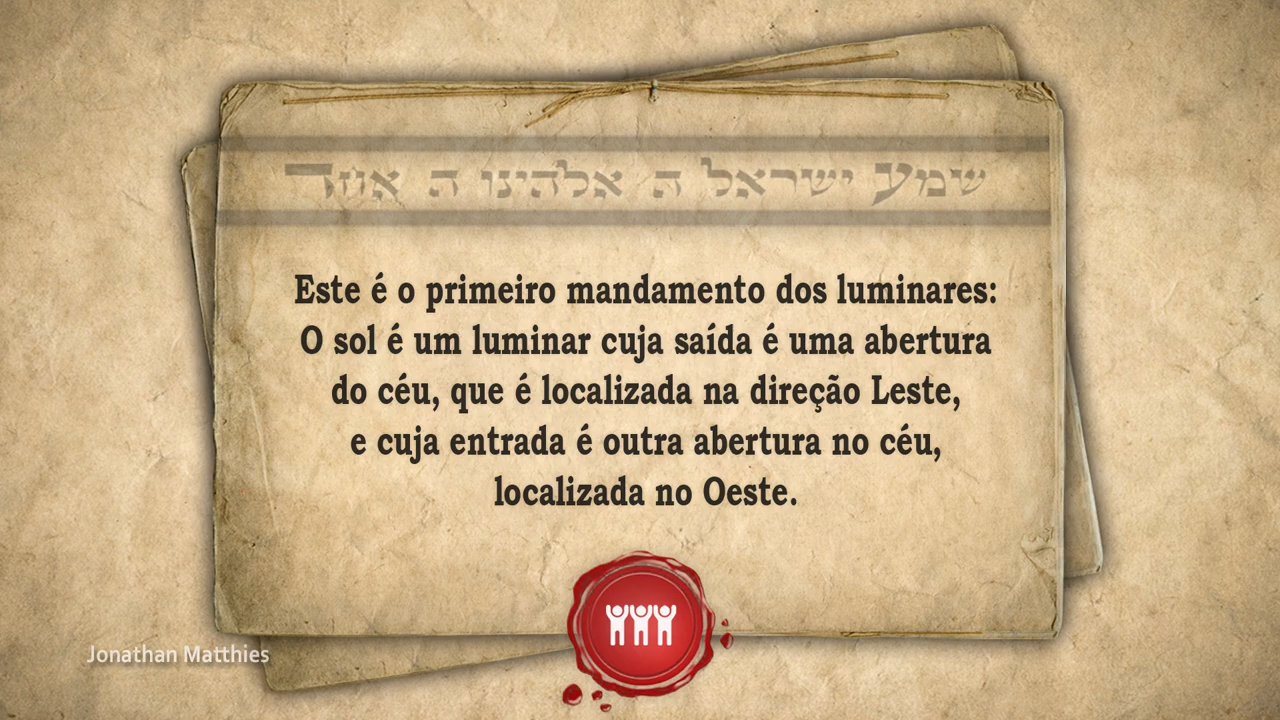 שמע ישראל ה אלהינו ה אחד
Este é o primeiro mandamento dos luminares:
O sol é um luminar cuja saída é uma abertura
do céu, que é localizada na direção Leste,
e cuja entrada é outra abertura no céu,
localizada no Oeste.
Jonathan Matthies